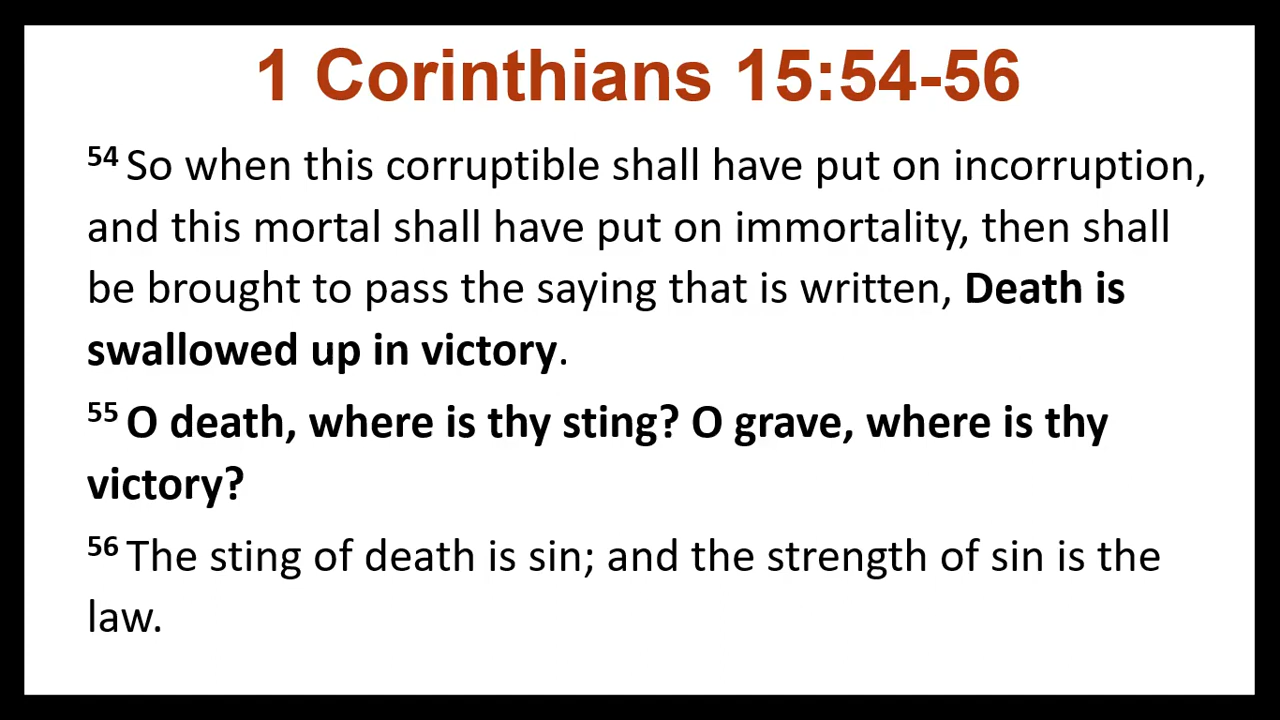 1 Corinthians 15:54-56
54 So when this corruptible shall have put on incorruption,
and this mortal shall have put on immortality, then shall
be brought to pass the saying that is written, Death is
swallowed up in victory.
55 O death, where is thy sting? O grave, where is thy
victory?
56 The sting of death is sin; and the strength of sin is the
law.